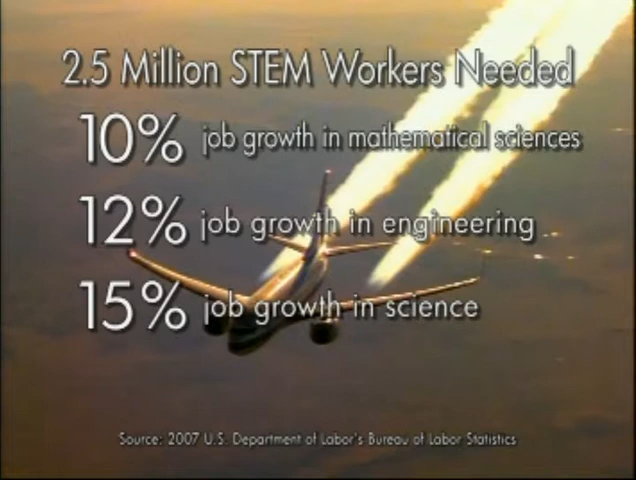 2.5 Million STEM Workers Needed
10% job growth in mathematical sciences
12% job growth in engineering
15% job growth in science
Source: 2007 U.S. Department of Labor's Bureau of Labor Statistics